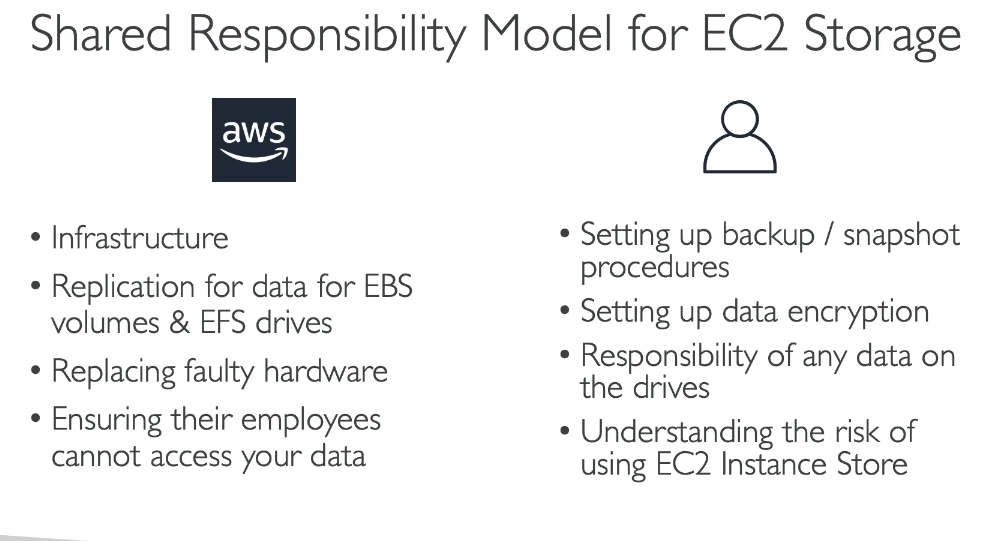 Shared Responsibility Model for EC2 Storage
aws
• Infrastructure
• Replication for data for EBS
volumes & EFS drives
• Replacing faulty hardware
• Ensuring their employees
cannot access your data
• Setting up backup / snapshot
procedures
• Setting up data encryption
• Responsibility of any data on
the drives
• Understanding the risk of
using EC2 Instance Store